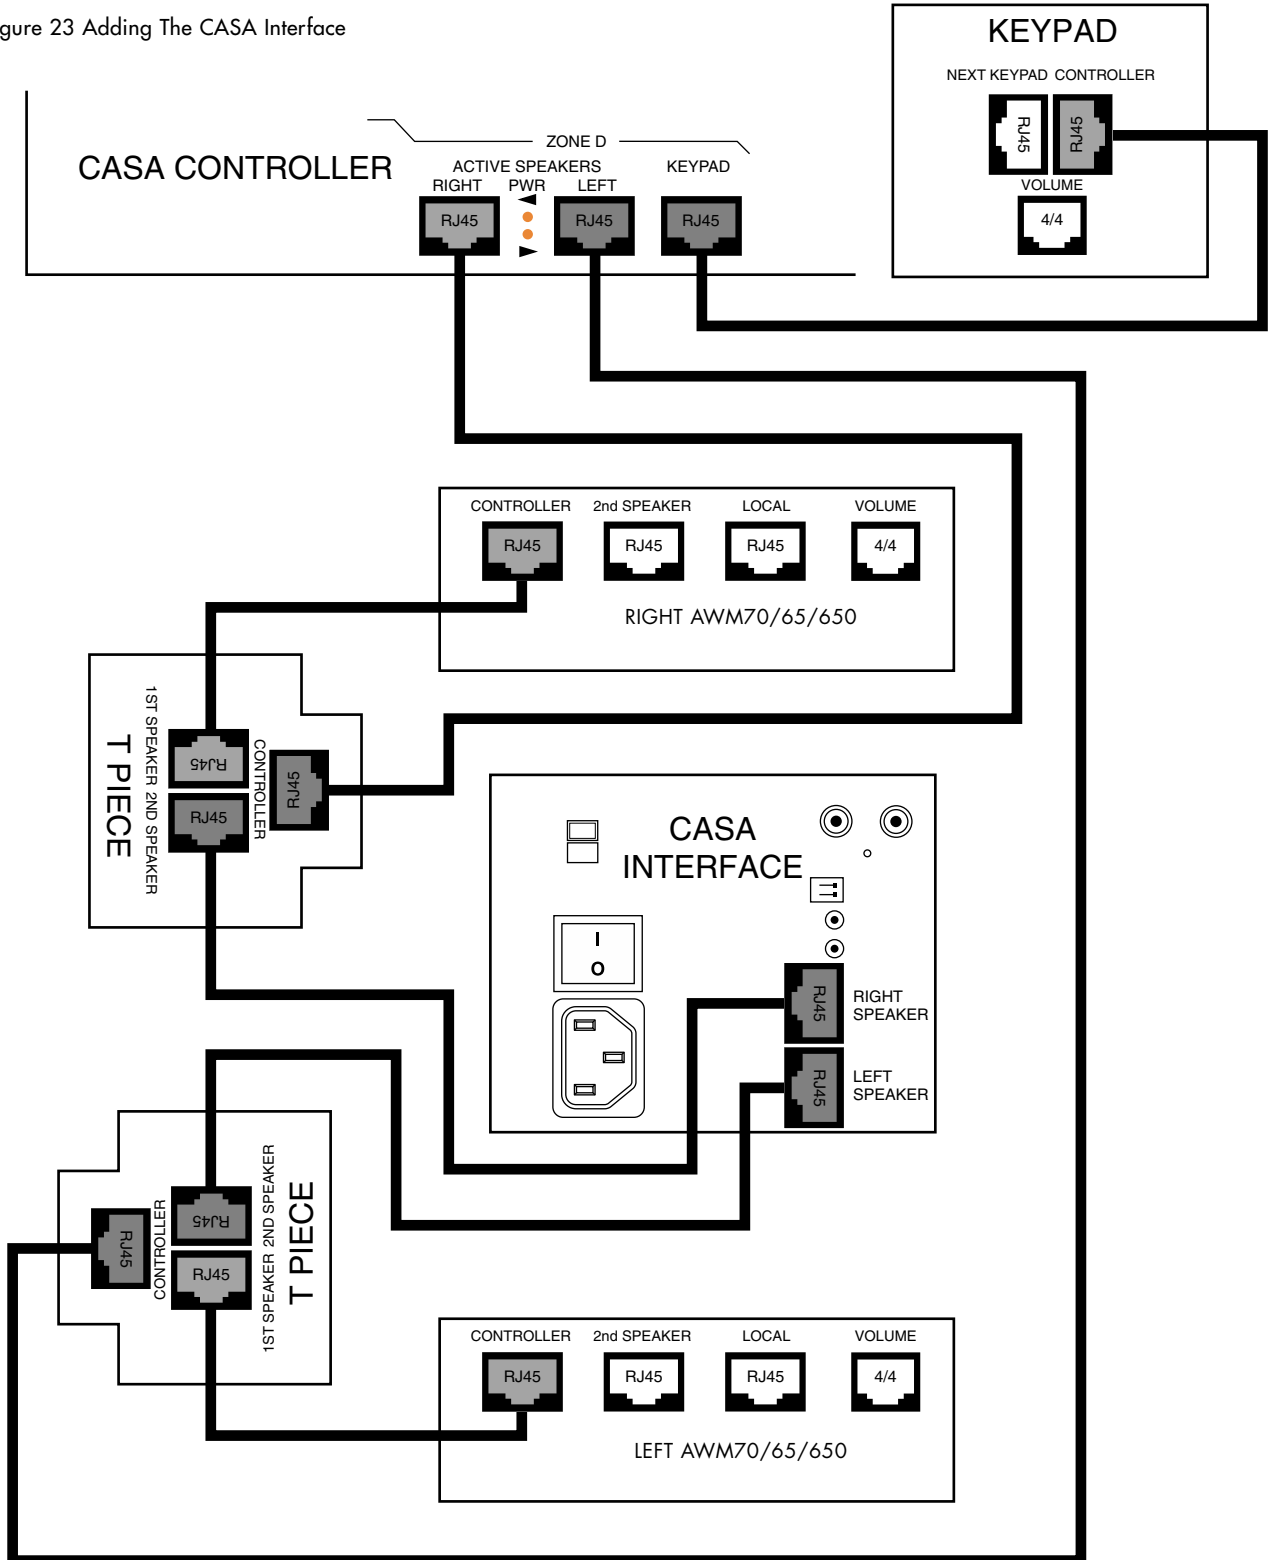 gure 23 Adding The CASA Interface
KEYPAD
NEXT KEYPAD CONTROLLER
RJ45 RJ45
VOLUME
4/4
CASA CONTROLLER
ZONE D
ACTIVE SPEAKERS KEYPAD
RIGHT PWR LEFT
RJ45 RJ45 RJ45
CONTROLLER 2nd SPEAKER LOCAL VOLUME
RJ45 RJ45 RJ45 4/4
RIGHT AWM70/65/650
T PIECE
1ST SPEAKER 2ND SPEAKER
RJ45
RJ45
CONTROLLER
RJ45
CASA
INTERFACE
I
O
RJ45
RIGHT
SPEAKER
RJ45
LEFT
SPEAKER
RJ45
CONTROLLER
RJ45
RJ45
1ST SPEAKER 2ND SPEAKER
T PIECE
CONTROLLER 2nd SPEAKER LOCAL VOLUME
RJ45 RJ45 RJ45 4/4
LEFT AWM70/65/650